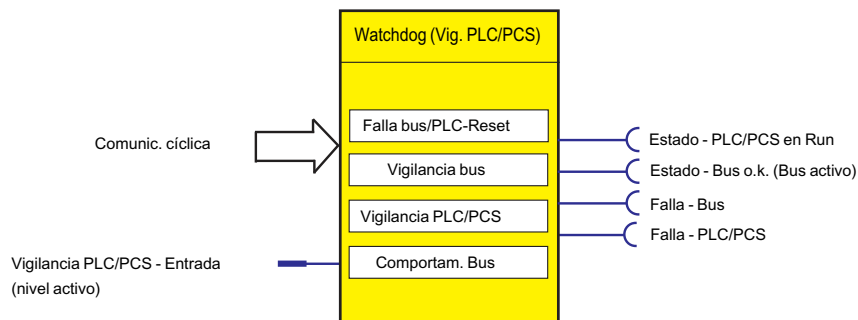 Watchdog (Vig. PLC/PCS)
Comunic. cíclica
Falla bus/PLC-Reset
Vigilancia bus
Vigilancia PLC/PCS
Comportam. Bus
Vigilancia PLC/PCS - Entrada
(nivel activo)
Estado - PLC/PCS en Run
Estado - Bus o.k. (Bus activo)
Falla - Bus
Falla - PLC/PCS